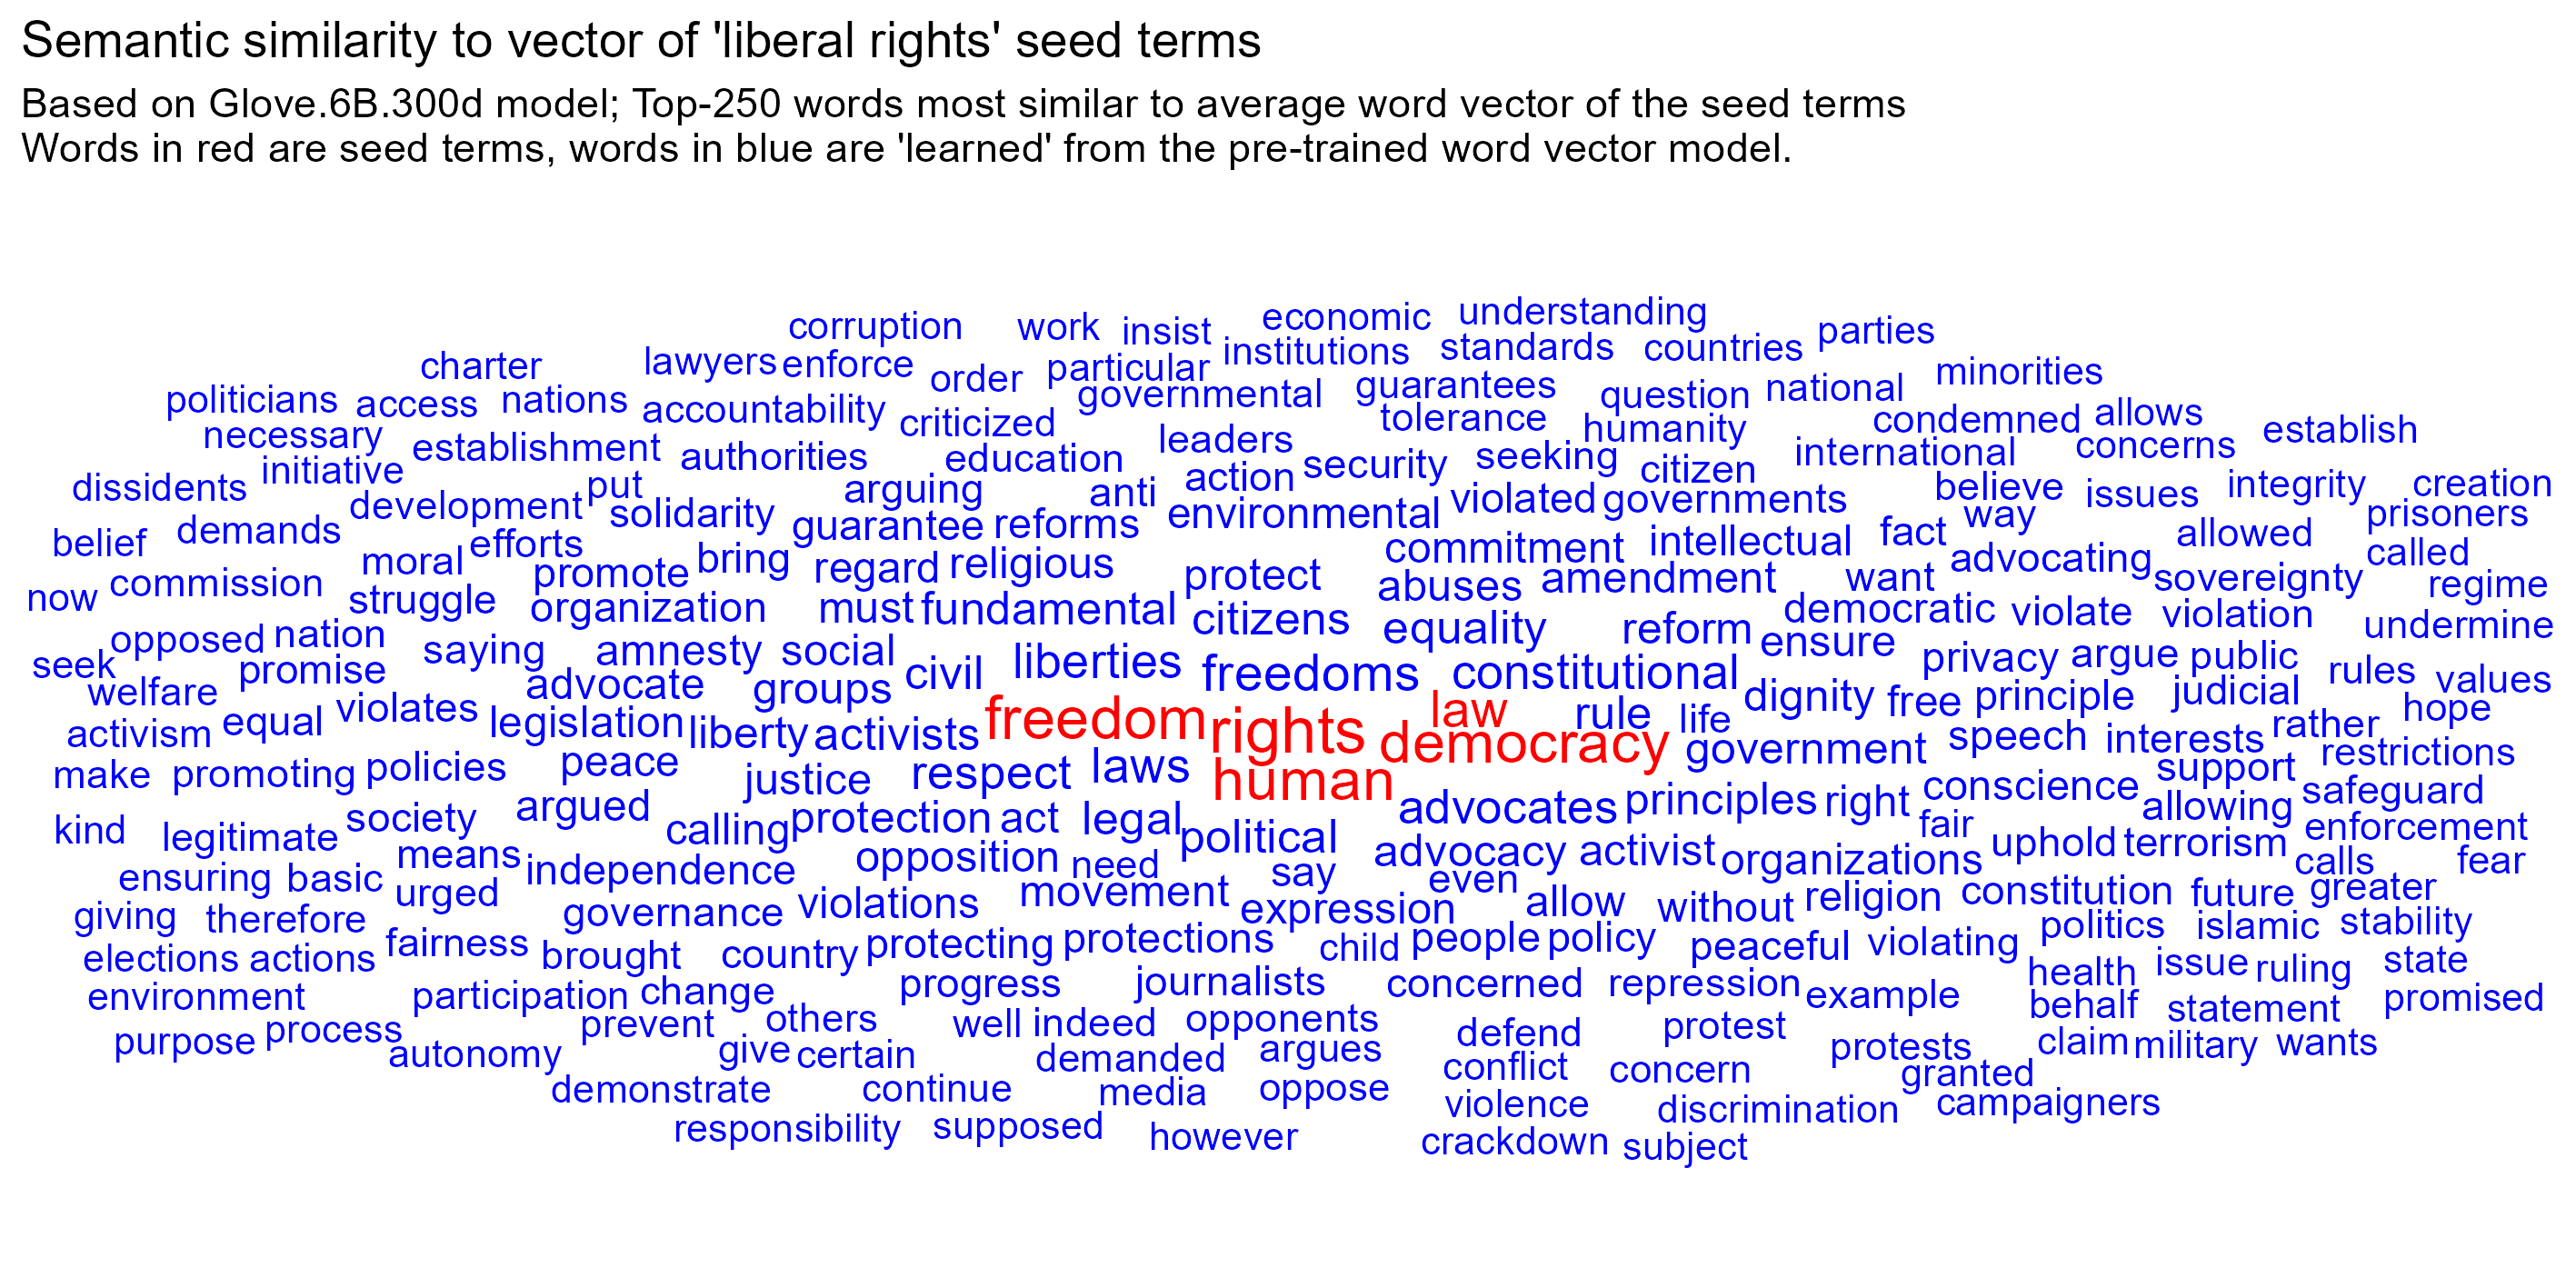 Semantic similarity to vector of 'liberal rights' seed terms
Based on Glove.6B.300d model; Top-250 words most similar to average word vector of the seed terms
Words in red are seed terms, words in blue are 'learned' from the pre-trained word vector model.
corruption work insist economic understanding parties
charter lawyers enforce order particular institutions standards countries minorities
politicians access nations accountability criticized governmental guarantees question national condemned allows
necessary establishment authorities education leaders tolerance humanity international concerns establish
dissidents initiative development put solidarity arguing anti action security seeking citizen believe issues integrity creation
belief demands efforts guarantee reforms environmental violated governments way prisoners
moral promote bring regard religious protect commitment intellectual fact advocating allowed called
now commission struggle organization must fundamental citizens abuses amendment want sovereignty regime
opposed nation saying amnesty social civil liberties equality reform ensure democratic violate violation undermine
seek promise advocate groups freedoms constitutional dignity privacy argue public rules values
welfare equal violates legislation liberty activists freedom rights law rule life free principle judicial hope
activism policies peace justice respect laws democracy government speech interests rather restrictions
make promoting argued human advocates principles right conscience support safeguard
kind legitimate society calling protection act legal political fair allowing enforcement
means independence opposition need advocacy activist organizations uphold terrorism calls fear
ensuring basic urged governance violations movement say even allow without religion constitution future greater
giving therefore fairness brought country protecting protections expression child people policy peaceful violating politics islamic stability
elections actions participation change progress journalists concerned repression example health issue ruling state
environment prevent others well indeed opponents defend protest behalf statement promised
purpose process autonomy give certain demanded argues conflict concern protests claim military wants
demonstrate continue media oppose violence discrimination granted campaigners
responsibility supposed however crackdown subject